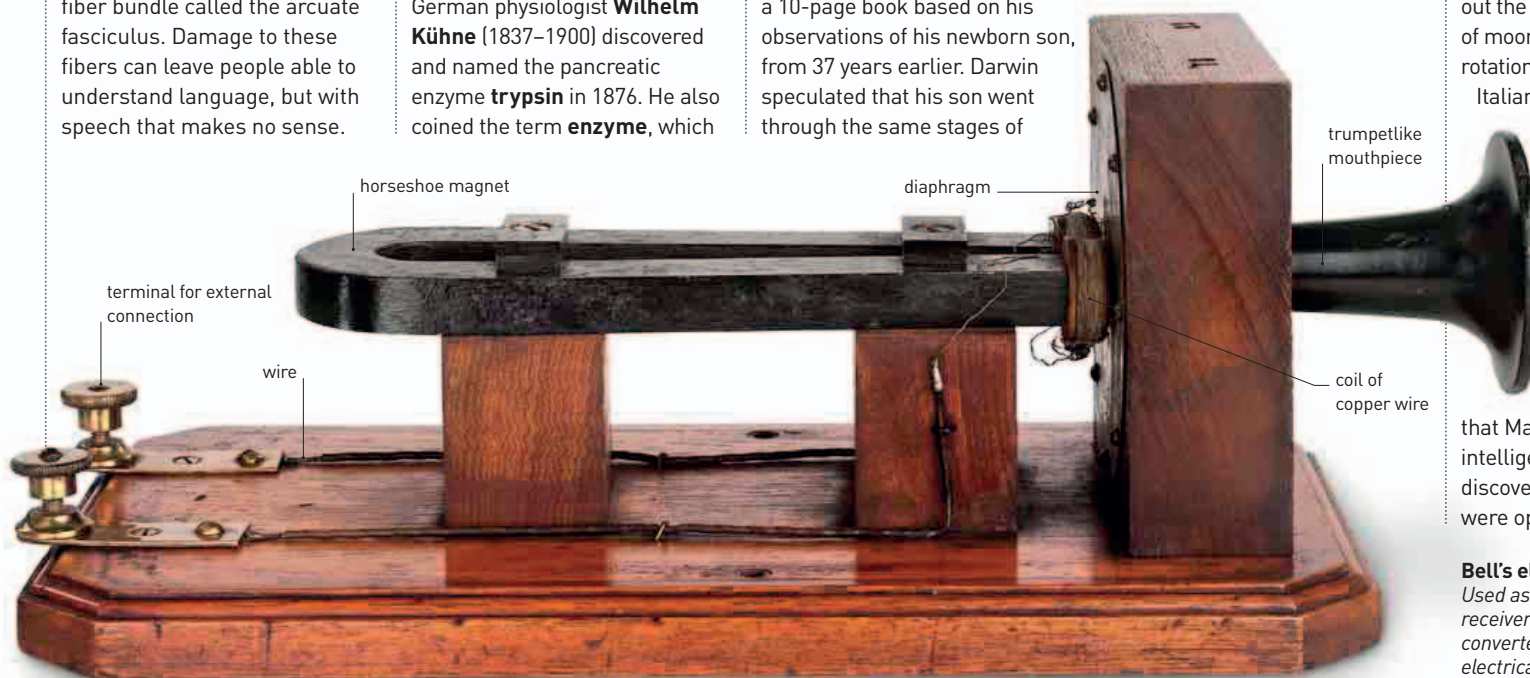 fiber bundle called the arcuate
fasciculus. Damage to these
fibers can leave people able to
understand language, but with
speech that makes no sense.
German physiologist Wilhelm
Kühne (1837–1900) discovered
and named the pancreatic
enzyme trypsin in 1876. He also
coined the term enzyme, which
a 10-page book based on his
observations of his newborn son,
from 37 years earlier. Darwin
speculated that his son went
through the same stages of
out the
of moon
rotation
Italian
trumpetlike
mouthpiece
horseshoe magnet
diaphragm
terminal for external
connection
wire
coil of
copper wire
that Ma
intellige
discove
were op
Bell's el
Used as
receiver
converte
electrica